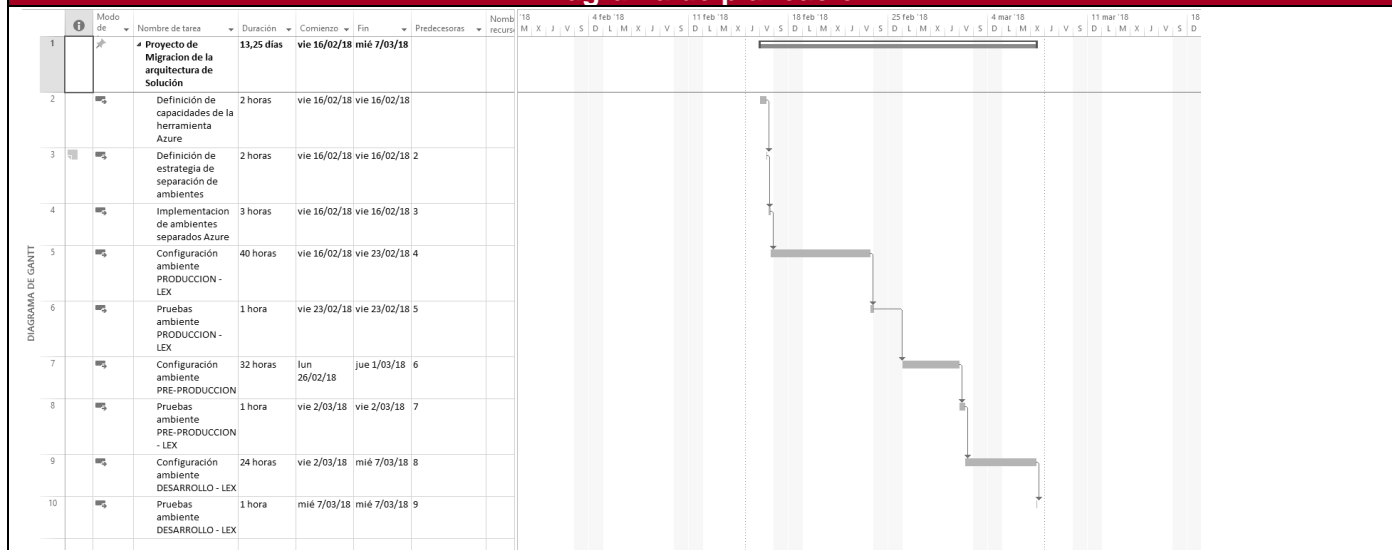 Modo de
Nombre de tarea
Duración
Comienzo
Fin
Predecesoras
Nomb
recurs
'18
4 feb '18
11 feb '18
18 feb '18
25 feb '18
4 mar '18
11 mar '18
18
M X J V S D L M X J V S D L M X J V S D L M X J V S D L M X J V S D L M X J V S D L M X J V S D
1
Proyecto de
Migracion de la
arquitectura de
Solución
13,25 días
vie 16/02/18
mié 7/03/18
2
Definición de
capacidades de la
herramienta
Azure
2 horas
vie 16/02/18
vie 16/02/18
3
Definición de
estrategia de
separación de
ambientes
2 horas
vie 16/02/18
vie 16/02/18
2
4
Implementacion
de ambientes
separados Azure
3 horas
vie 16/02/18
vie 16/02/18
3
5
Configuración
ambiente
PRODUCCION -
LEX
40 horas
vie 16/02/18
vie 23/02/18
4
6
Pruebas
ambiente
PRODUCCION -
LEX
1 hora
vie 23/02/18
vie 23/02/18
5
7
Configuración
ambiente
PRE-PRODUCCION
32 horas
lun
26/02/18
jue 1/03/18
6
8
Pruebas
ambiente
PRE-PRODUCCION
- LEX
1 hora
vie 2/03/18
vie 2/03/18
7
9
Configuración
ambiente
DESARROLLO - LEX
24 horas
vie 2/03/18
mié 7/03/18
8
10
Pruebas
ambiente
DESARROLLO - LEX
1 hora
mié 7/03/18
mié 7/03/18
9
DIAGRAMA DE GANTT